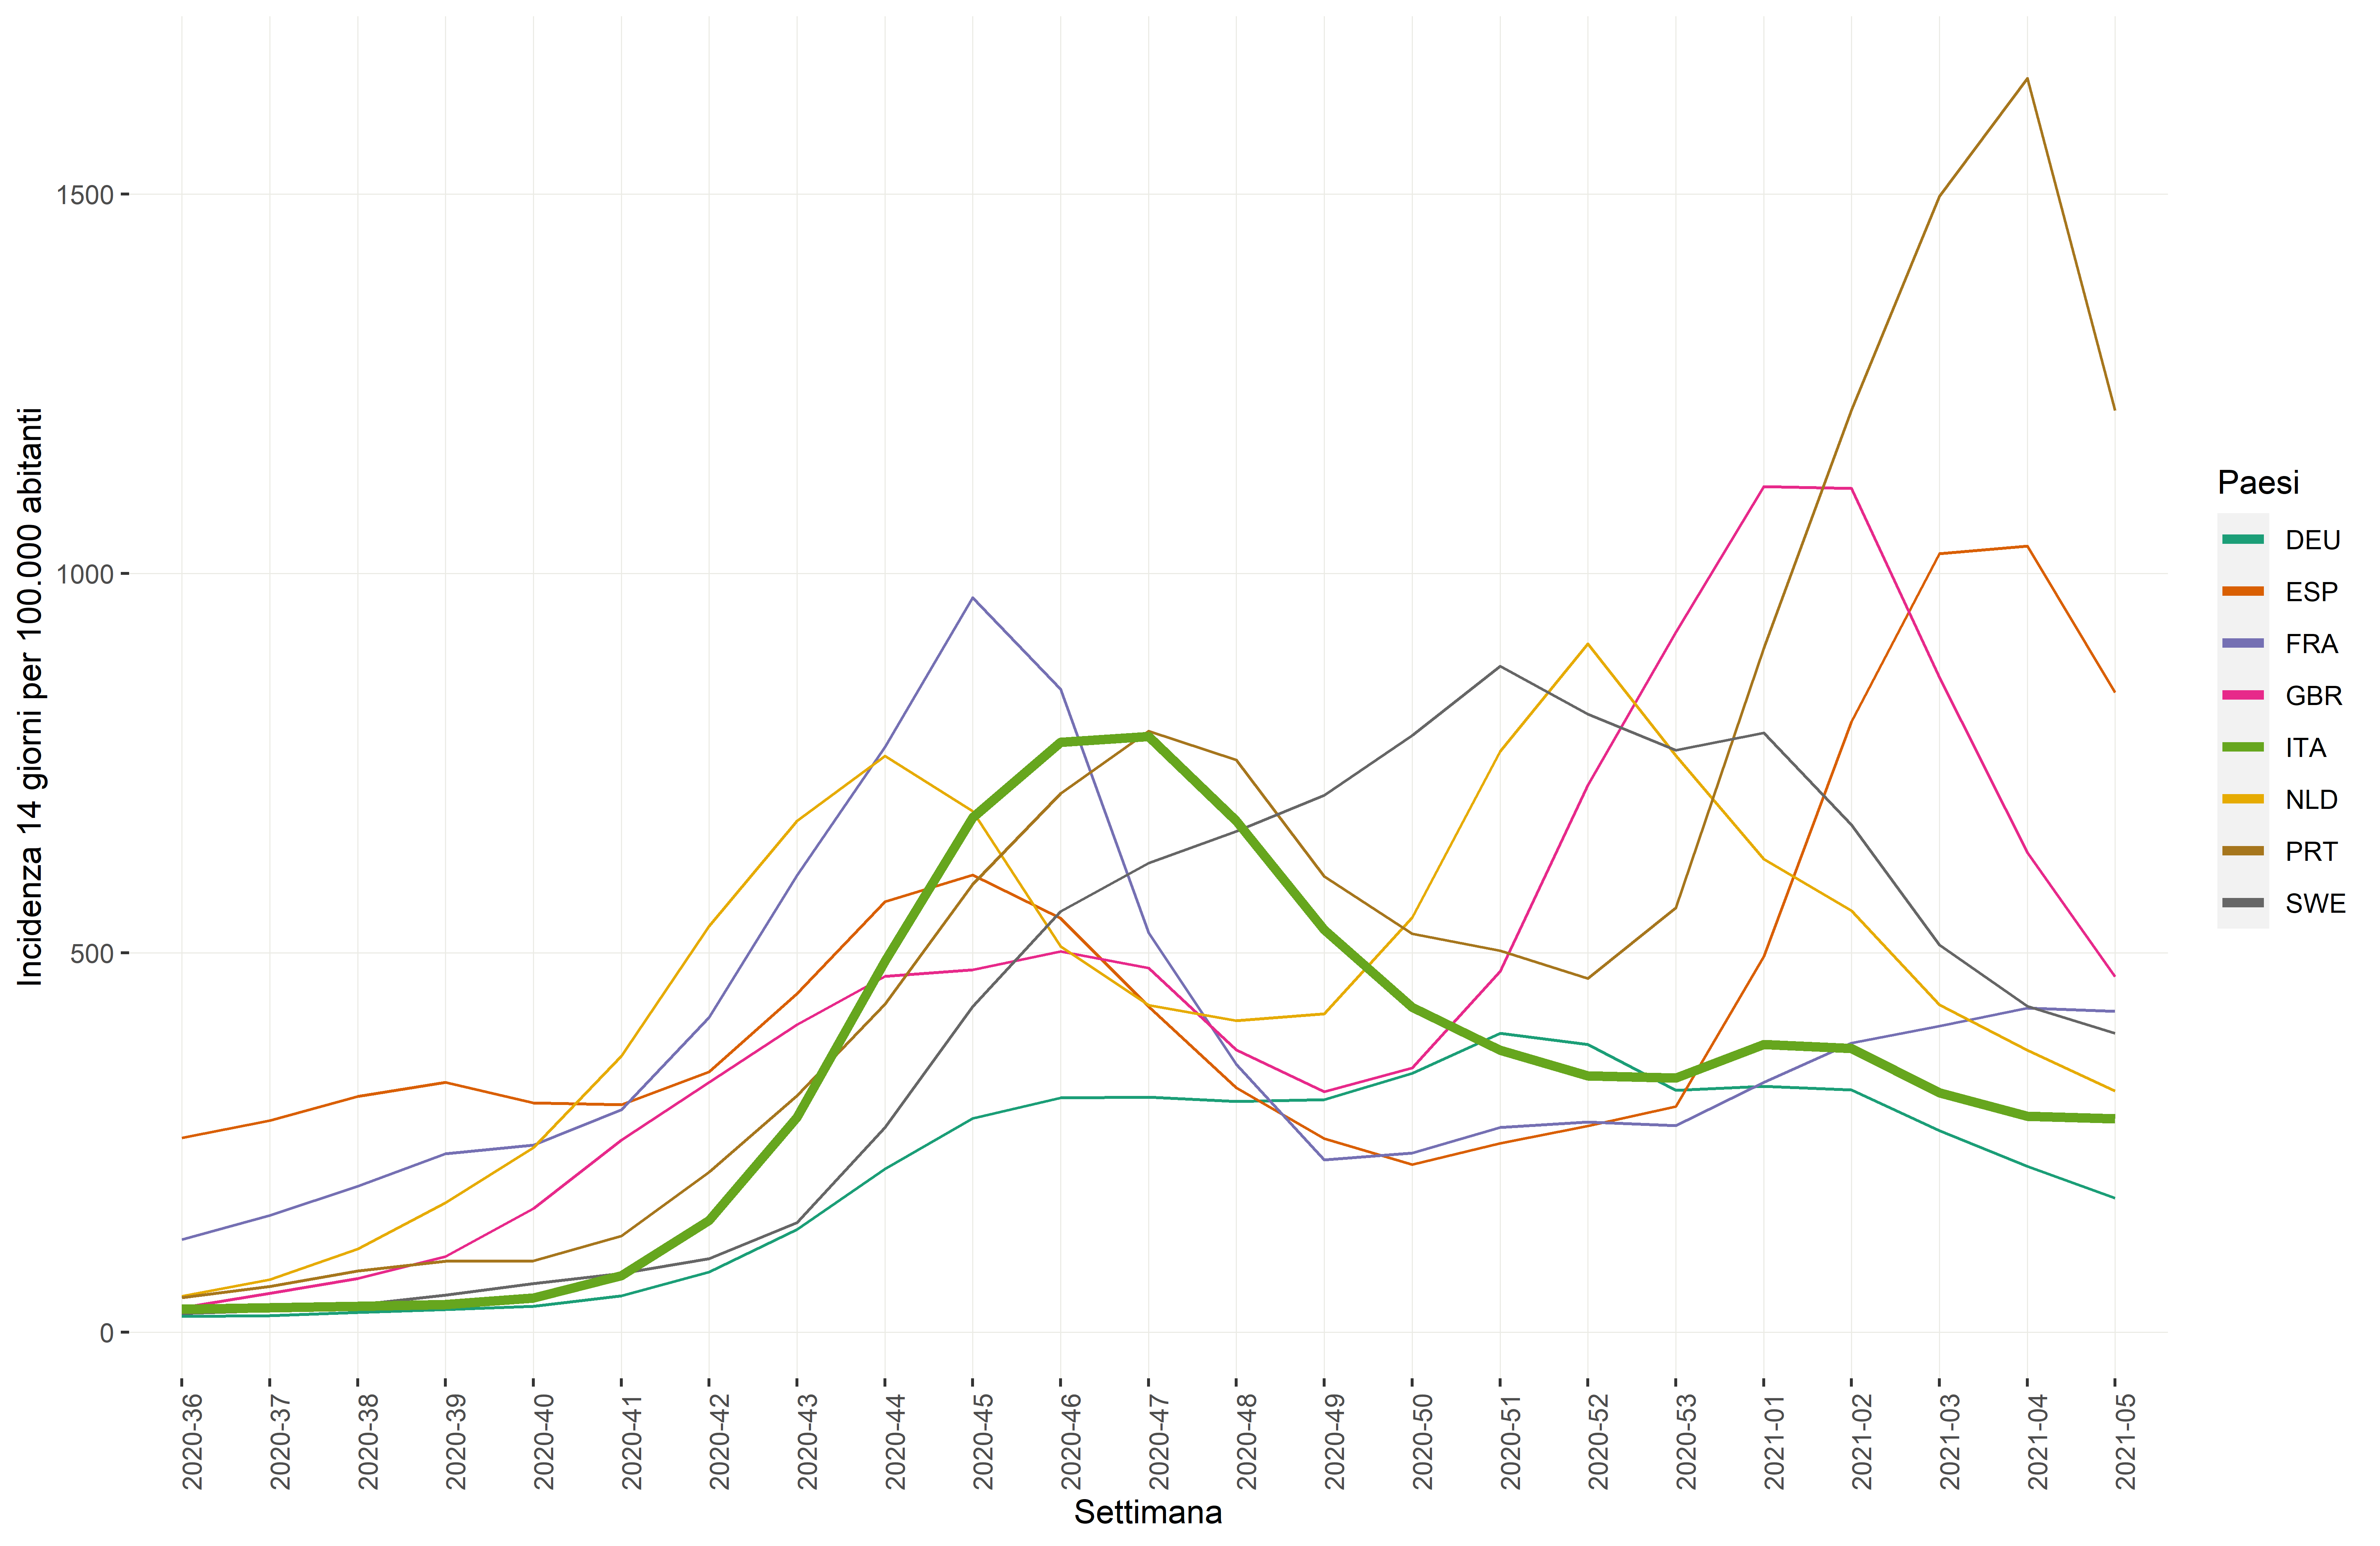 Incidenza 14 giorni per 100.000 abitanti
1500
1000
500
0
2020-36
2020-37
2020-38
2020-39
2020-40
2020-41
2020-42
2020-43
2020-44
2020-45
2020-46
2020-47
2020-48
2020-49
2020-50
2020-51
2020-52
2020-53
2021-01
2021-02
2021-03
2021-04
2021-05
Settimana
Paesi
DEU
ESP
FRA
GBR
ITA
NLD
PRT
SWE